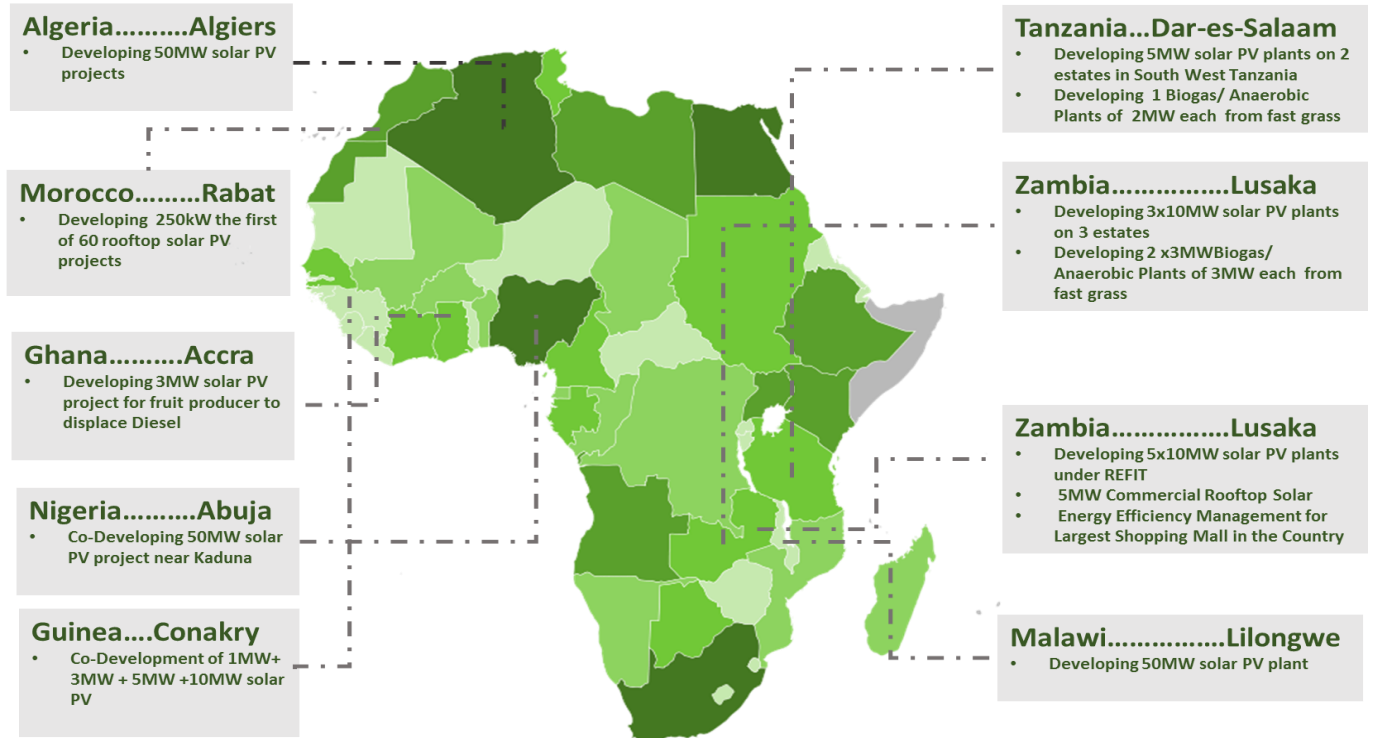 Algeria……….Algiers
• Developing 50MW solar PV
projects
Morocco………Rabat
• Developing 250kW the first
of 60 rooftop solar PV
projects
Ghana……….Accra
• Developing 3MW solar PV
project for fruit producer to
displace Diesel
Nigeria……….Abuja
• Co-Developing 50MW solar
PV project near Kaduna
Guinea….Conakry
• Co-Development of 1MW+
3MW + 5MW +10MW solar
PV
Tanzania…Dar-es-Salaam
• Developing 5MW solar PV plants on 2
estates in South West Tanzania
• Developing 1 Biogas/ Anaerobic
Plants of 2MW each from fast grass
Zambia…………….Lusaka
• Developing 3x10MW solar PV plants
on 3 estates
• Developing 2 x3MWBiogas/
Anaerobic Plants of 3MW each from
fast grass
Zambia…………….Lusaka
• Developing 5x10MW solar PV plants
under REFIT
• 5MW Commercial Rooftop Solar
• Energy Efficiency Management for
Largest Shopping Mall in the Country
Malawi……………Lilongwe
• Developing 50MW solar PV plant